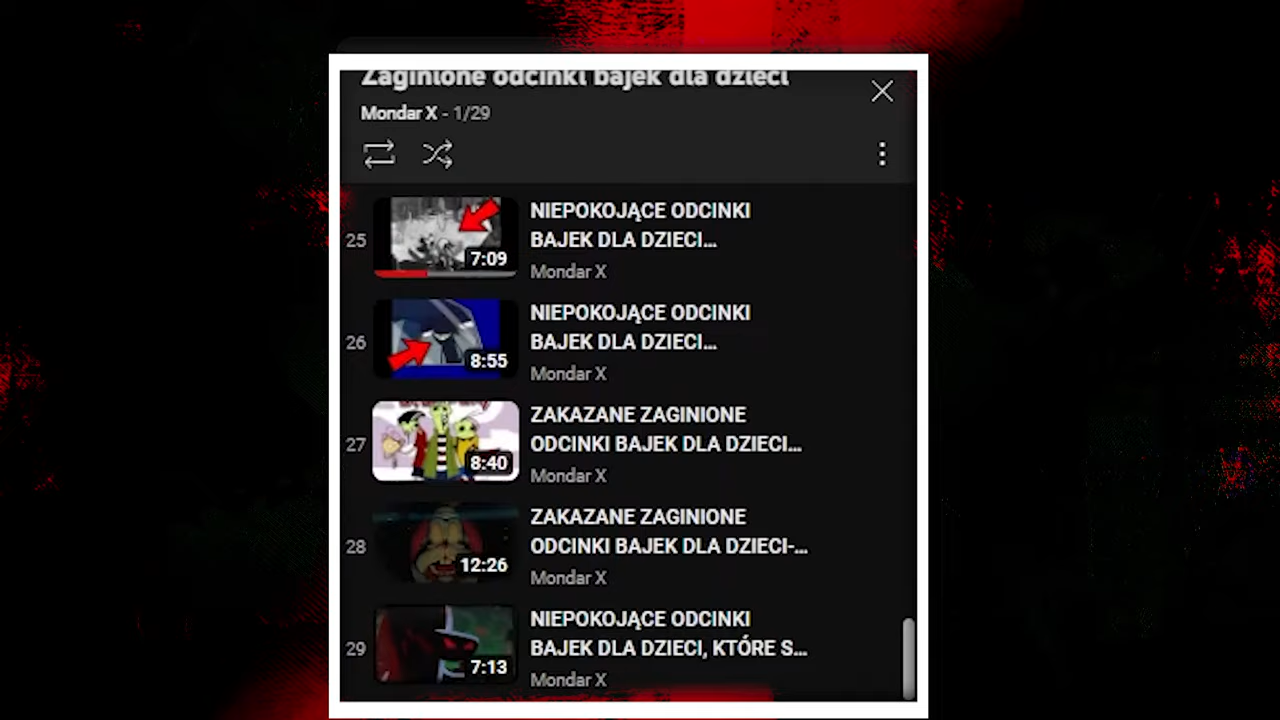 Zaginione odcinki bajek dla dzieci
Mondar X - 1/29
25
7:09
NIEPOKOJĄCE ODCINKI
BAJEK DLA DZIECI...
Mondar X
26
8:55
NIEPOKOJĄCE ODCINKI
BAJEK DLA DZIECI...
Mondar X
27
8:40
ZAKAZANE ZAGINIONE
ODCINKI BAJEK DLA DZIECI...
Mondar X
28
12:26
ZAKAZANE ZAGINIONE
ODCINKI BAJEK DLA DZIECI-...
Mondar X
29
7:13
NIEPOKOJĄCE ODCINKI
BAJEK DLA DZIECI, KTÓRE S...
Mondar X